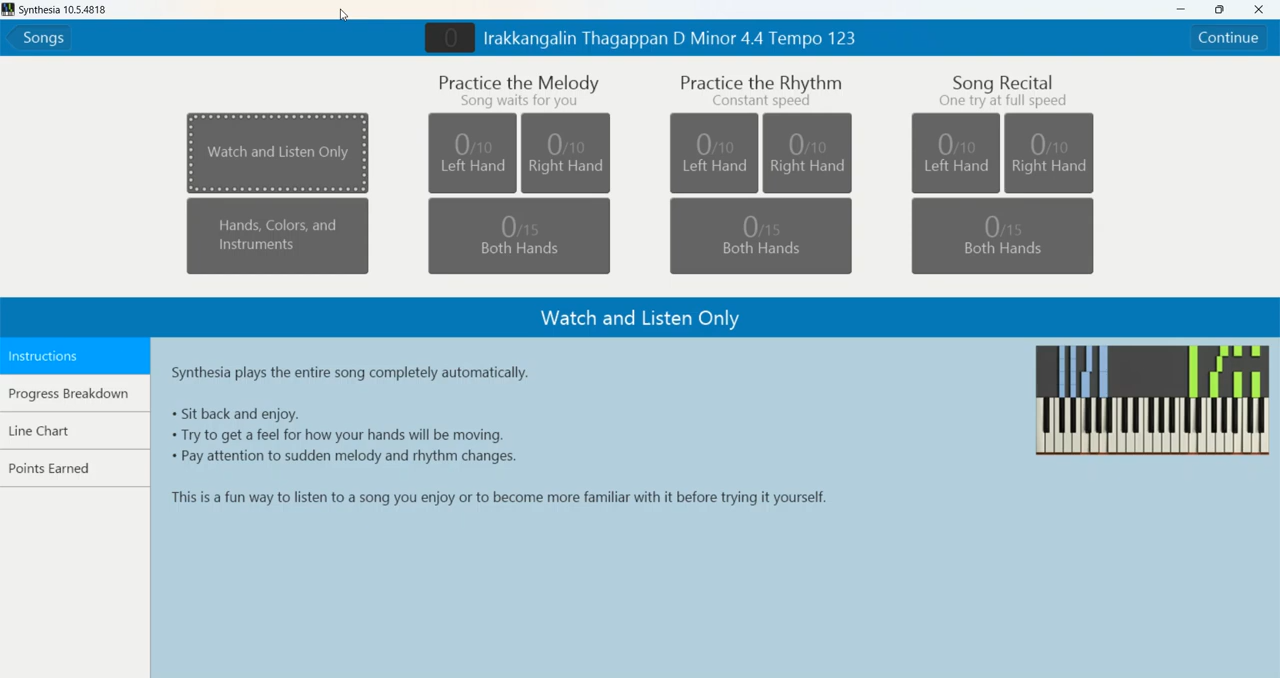 Synthesia 10.5.4818
Songs
0 Irakkangalin Thagappan D Minor 4.4 Tempo 123
Continue
Practice the Melody
Song waits for you
Practice the Rhythm
Constant speed
Song Recital
One try at full speed
Watch and Listen Only
0/10
Left Hand
0/10
Right Hand
0/10
Left Hand
0/10
Right Hand
0/10
Left Hand
0/10
Right Hand
Hands, Colors, and
Instruments
0/15
Both Hands
0/15
Both Hands
0/15
Both Hands
Watch and Listen Only
Instructions
Progress Breakdown
Line Chart
Points Earned
Synthesia plays the entire song completely automatically.
• Sit back and enjoy.
• Try to get a feel for how your hands will be moving.
• Pay attention to sudden melody and rhythm changes.
This is a fun way to listen to a song you enjoy or to become more familiar with it before trying it yourself.